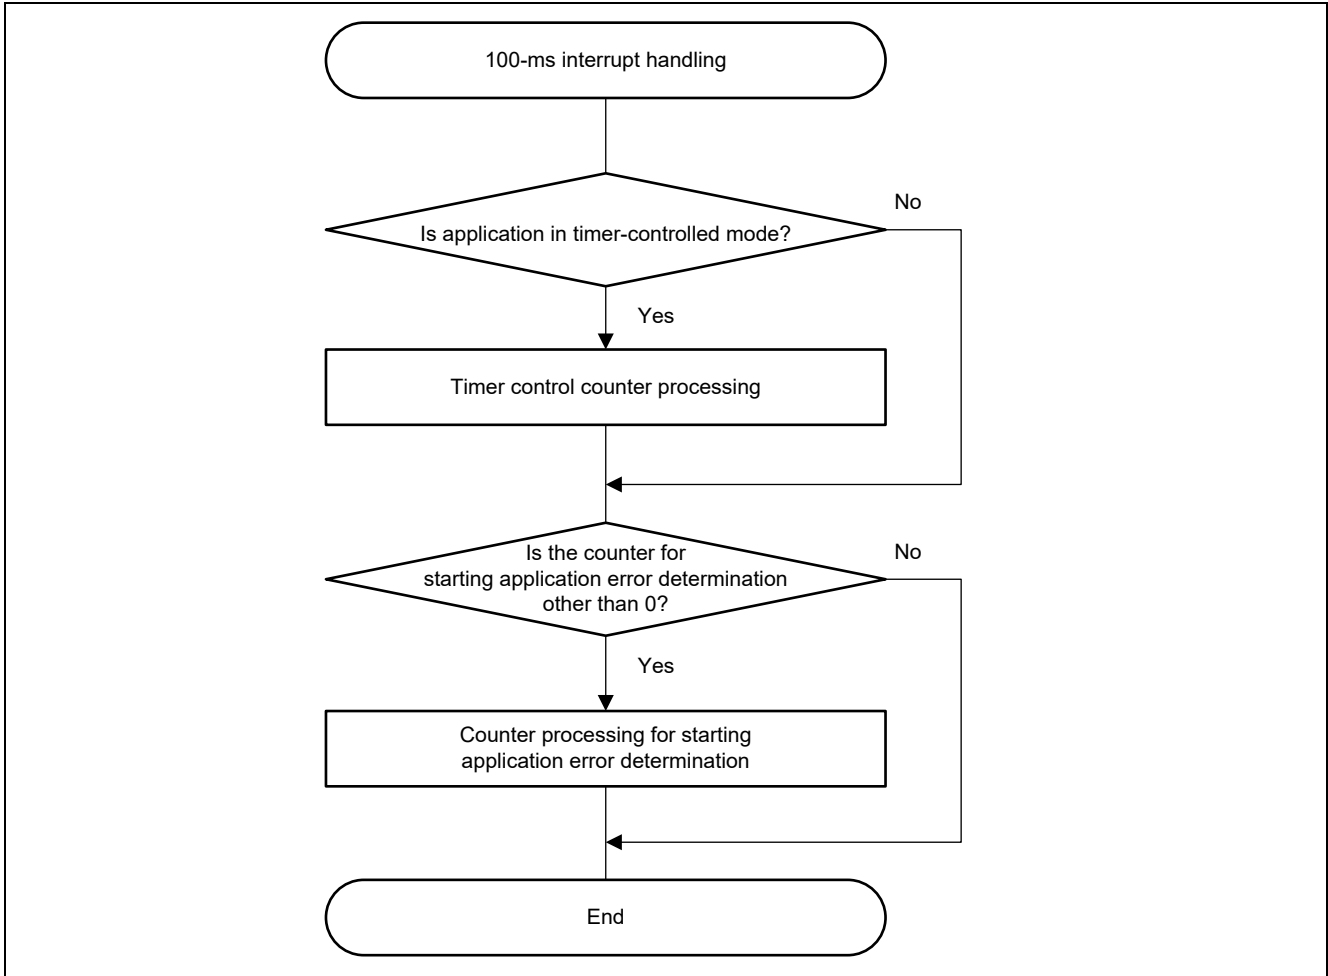 100-ms interrupt handling
No
Is application in timer-controlled mode?
Yes
Timer control counter processing
Is the counter for
No
starting application error determination
other than 0?
Yes
Counter processing for starting
application error determination
End